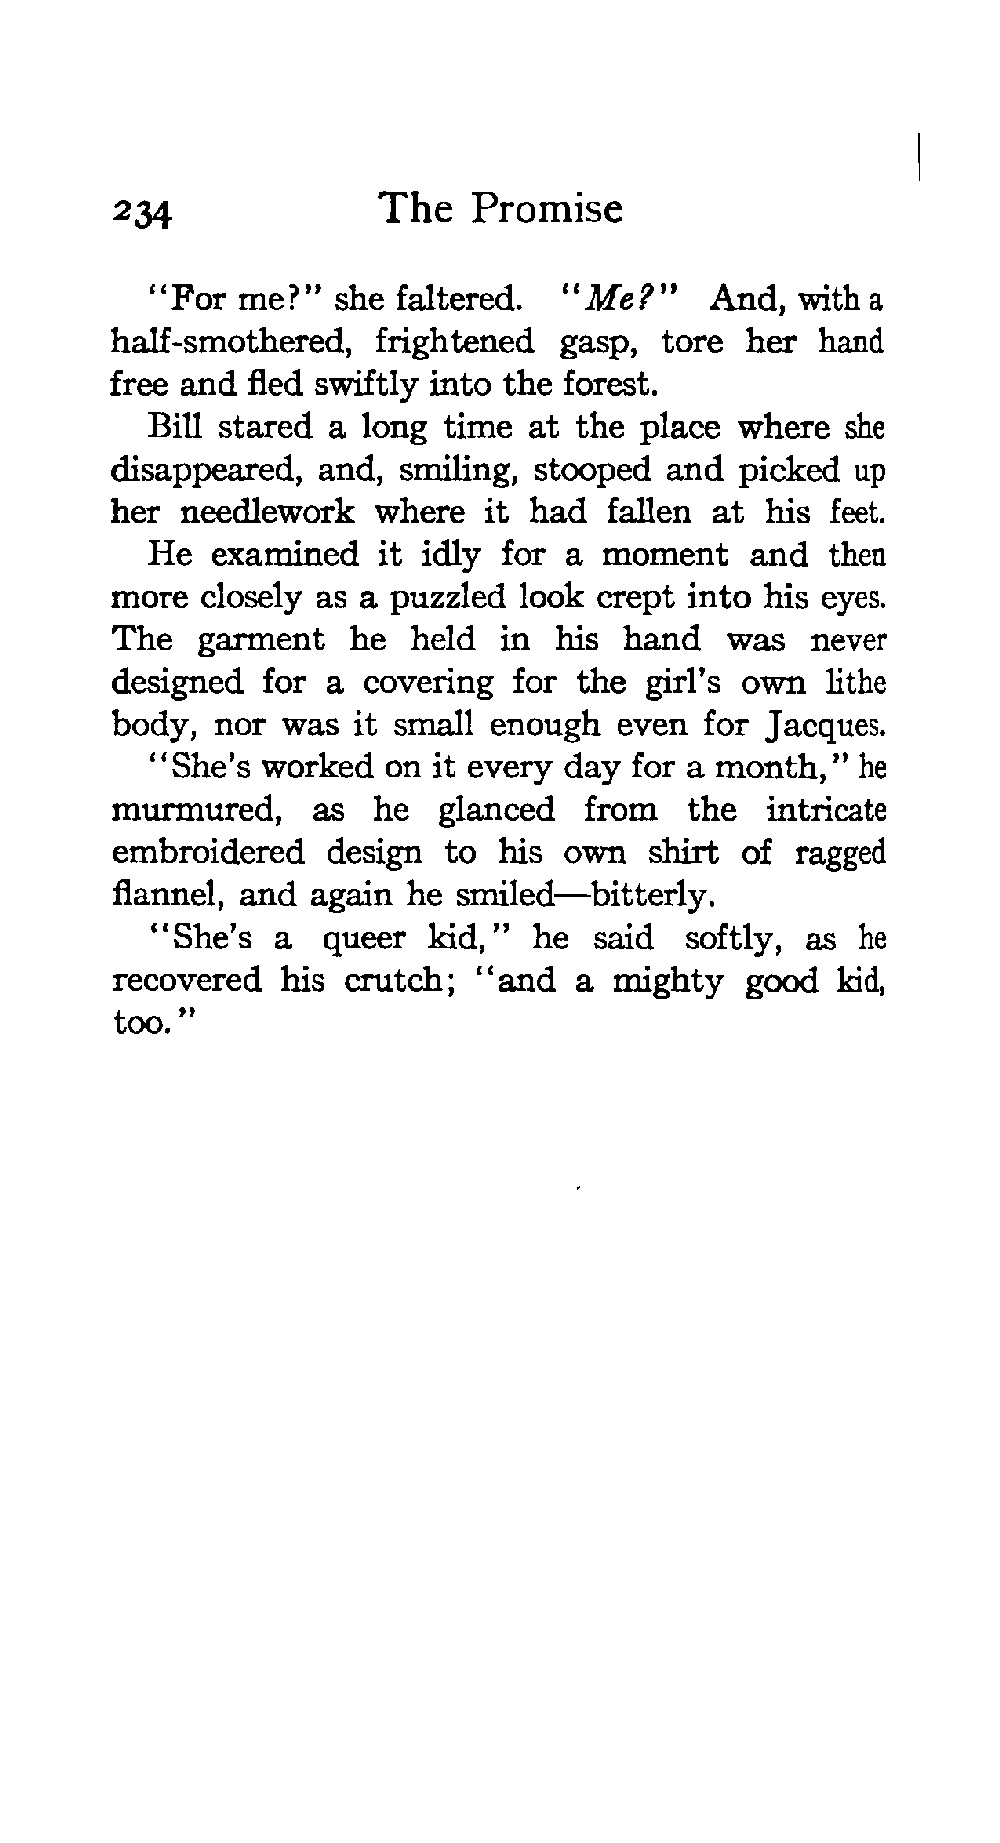 234 The Promise
"For me?" she faltered. "Me?" And, with a
half-smothered, frightened gasp, tore her hand
free and fled swiftly into the forest.
Bill stared a long time at the place where she
disappeared, and, smiling, stooped and picked up
her needlework where it had fallen at his feet.
He examined it idly for a moment and then
more closely as a puzzled look crept into his eyes.
The garment he held in his hand was never
designed for a covering for the girl's own lithe
body, nor was it small enough even for Jacques.
"She's worked on it every day for a month," he
murmured, as he glanced from the intricate
embroidered design to his own shirt of ragged
flannel, and again he smiled—bitterly.
"She's a queer kid," he said softly, as he
recovered his crutch; "and a mighty good kid,
too."